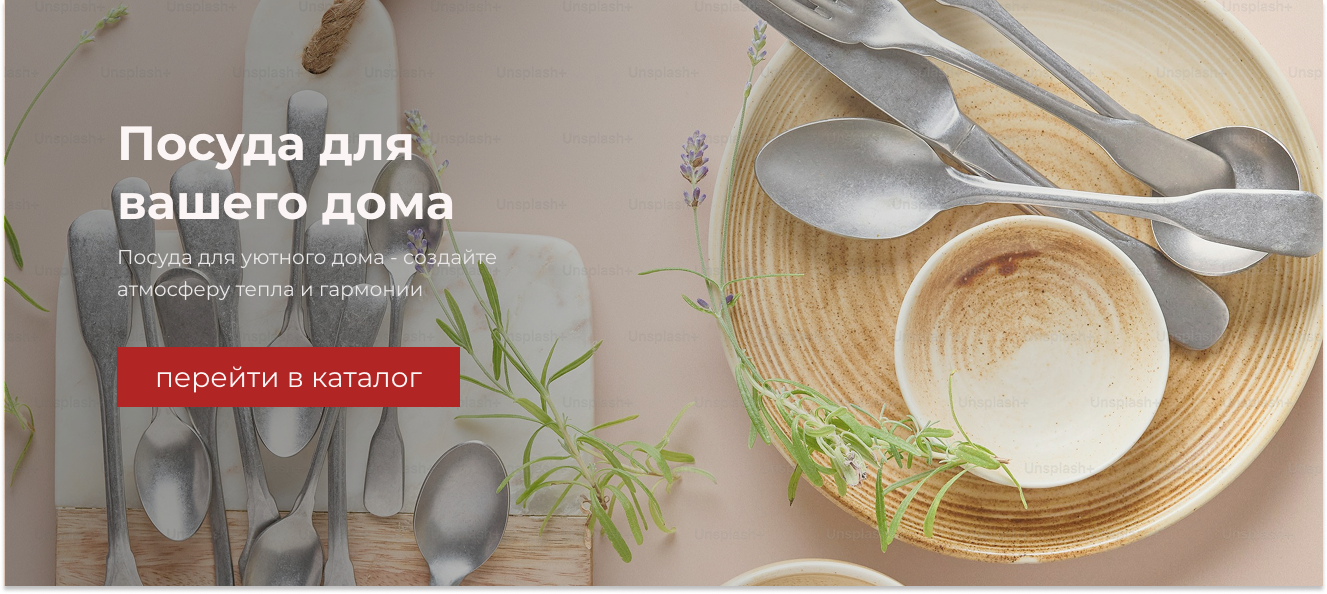 Посуда для
вашего дома
Посуда для уютного дома - создайте
атмосферу тепла и гармонии
перейти в каталог
Unsplash+